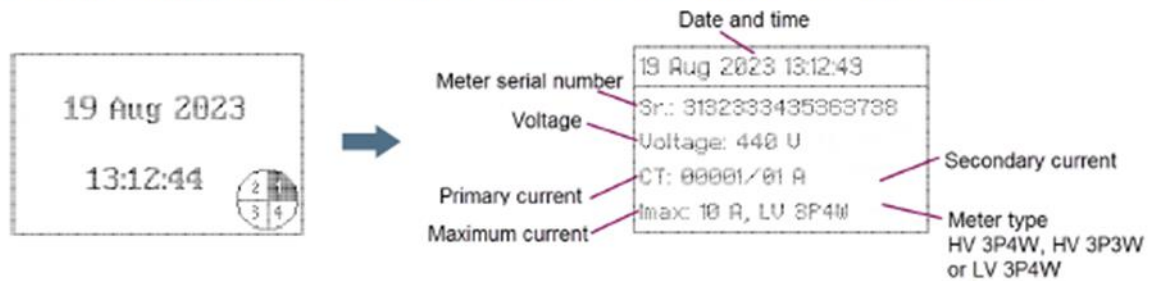 Date and time
19 Aug 2023
13:12:44
2 1
3 4
19 Aug 2023 13:12:49
Meter serial number
Sr.: 3132333435363738
Voltage
Voltage: 440 V
Primary current
CT: 00001/01 A
Secondary current
Maximum current
Imax: 10 A, LV 3P4W
Meter type
HV 3P4W, HV 3P3W
or LV 3P4W